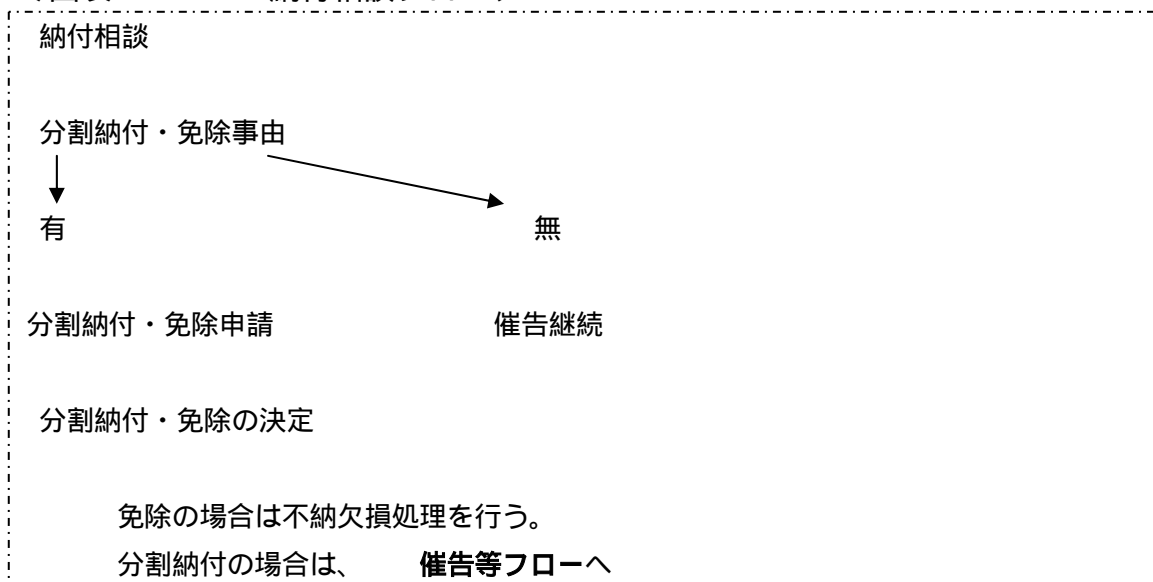 納付相談
分割納付・免除事由
有 無
分割納付・免除申請 催告継続
分割納付・免除の決定
免除の場合は不納欠損処理を行う。
分割納付の場合は、 催告等フローへ